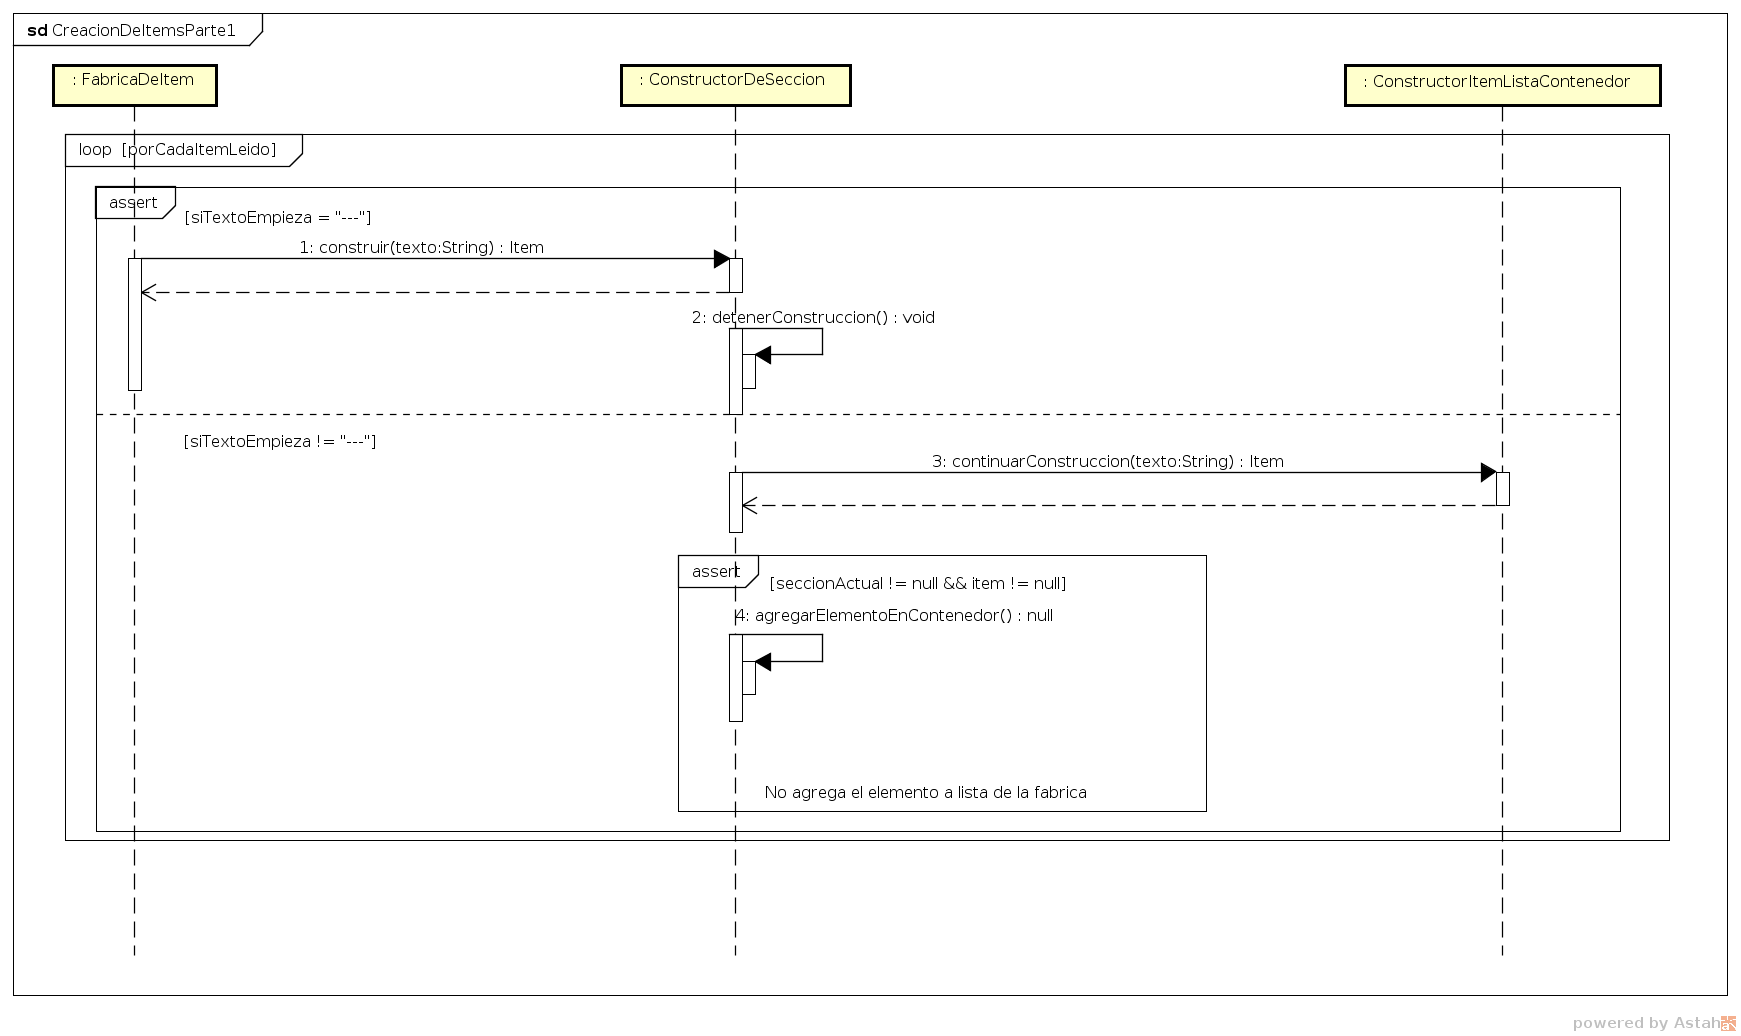 sd CreacionDeItemsParte1
: FabricaDeItem
: ConstructorDeSeccion
: ConstructorItemListaContenedor
loop [porCadaItemLeido]
assert
[siTextoEmpieza = "---"]
1: construir(texto:String) : Item
2: detenerConstruccion() : void
[siTextoEmpieza != "---"]
3: continuarConstruccion(texto:String) : Item
assert
[seccionActual != null && item != null]
4: agregarElementoEnContenedor() : null
No agrega el elemento a lista de la fabrica
powered by Astah